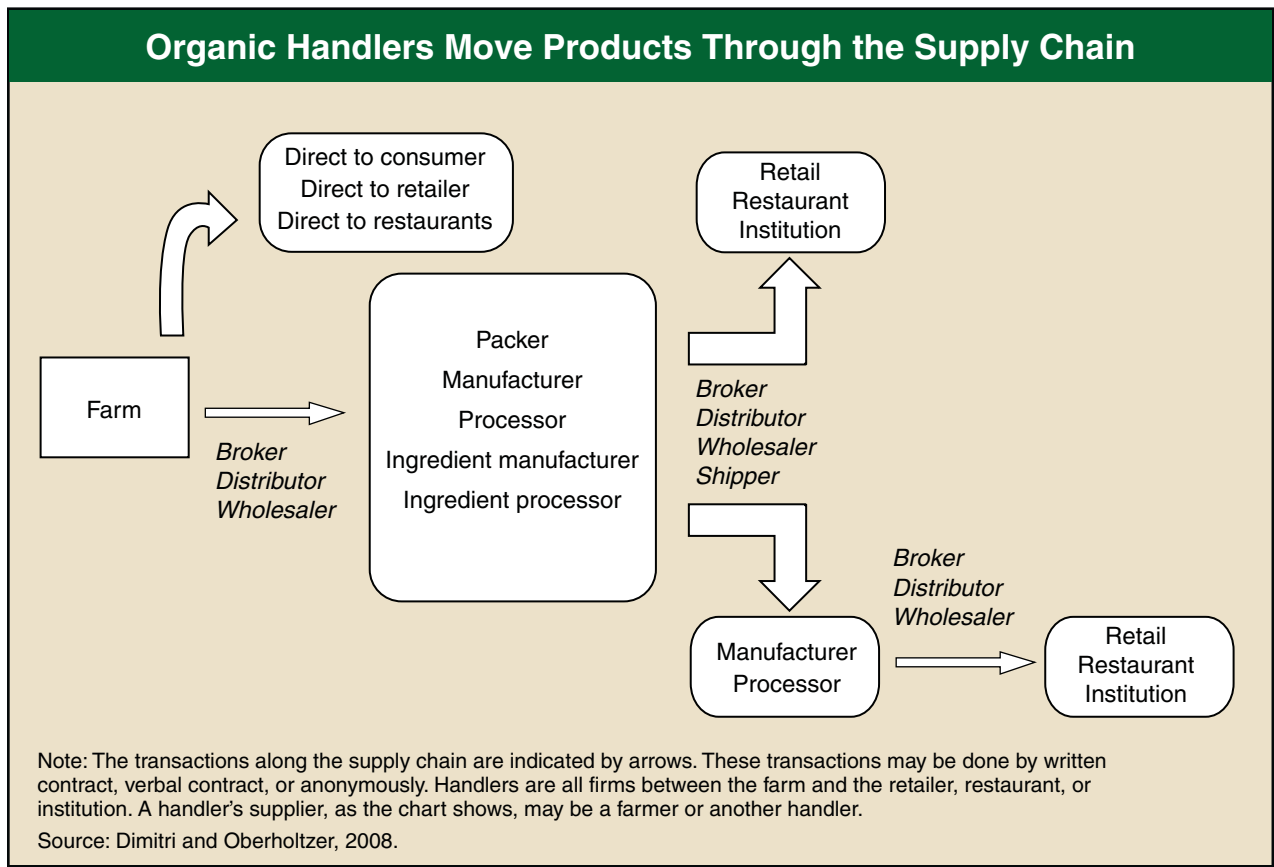 Organic Handlers Move Products Through the Supply Chain
Direct to consumer
Direct to retailer
Direct to restaurants
Retail
Restaurant
Institution
Farm
Broker
Distributor
Wholesaler
Packer
Manufacturer
Processor
Ingredient manufacturer
Ingredient processor
Broker
Distributor
Wholesaler
Shipper
Manufacturer
Processor
Broker
Distributor
Wholesaler
Retail
Restaurant
Institution
Note: The transactions along the supply chain are indicated by arrows. These transactions may be done by written
contract, verbal contract, or anonymously. Handlers are all firms between the farm and the retailer, restaurant, or
institution. A handler's supplier, as the chart shows, may be a farmer or another handler.
Source: Dimitri and Oberholtzer, 2008.